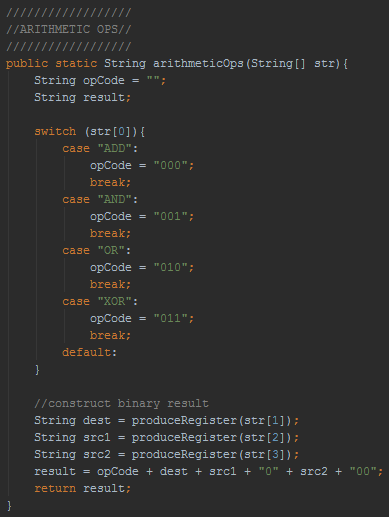 //////////////////
//ARITHMETIC OPS//
//////////////////
public static String arithmeticOps(String[] str){
    String opCode = "";
    String result;

    switch (str[0]){
        case "ADD":
            opCode = "000";
            break;
        case "AND":
            opCode = "001";
            break;
        case "OR":
            opCode = "010";
            break;
        case "XOR":
            opCode = "011";
            break;
        default:
    }

    //construct binary result
    String dest = produceRegister(str[1]);
    String src1 = produceRegister(str[2]);
    String src2 = produceRegister(str[3]);
    result = opCode + dest + src1 + "0" + src2 + "00";
    return result;
}